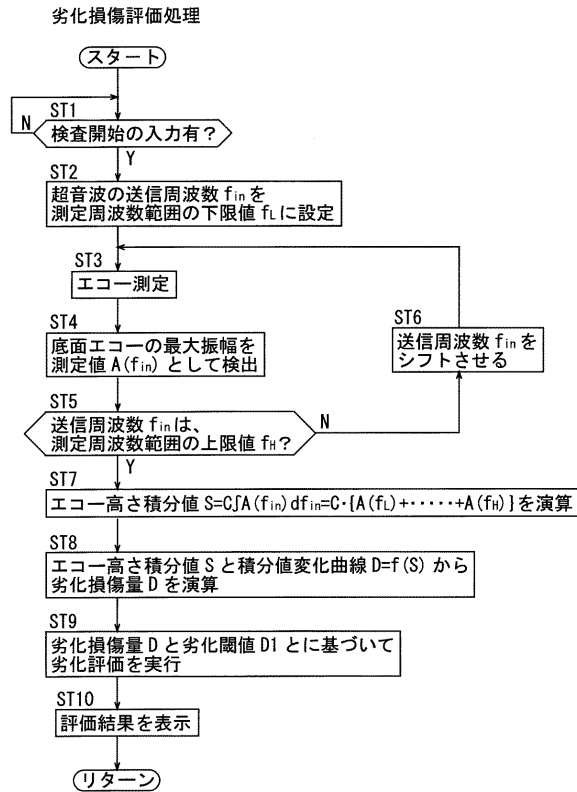 劣化損傷評価処理
スタート
ST1
N
検査開始の入力有?
Y
ST2
超音波の送信周波数 fin を
測定周波数範囲の下限値 fL に設定
ST3
エコー測定
ST4
底面エコーの最大振幅を
測定値 A(fin) として検出
ST5
送信周波数 fin は、
測定周波数範囲の上限値 fH?
N
Y
ST6
送信周波数 fin を
シフトさせる
ST7
エコー高さ積分値 S=C∫A(fin)dfin=C・{A(fL)+・・・・・+A(fH)} を演算
ST8
エコー高さ積分値 S と積分値変化曲線 D=f(S) から
劣化損傷量 D を演算
ST9
劣化損傷量 D と劣化閾値 D1 とに基づいて
劣化評価を実行
ST10
評価結果を表示
リターン